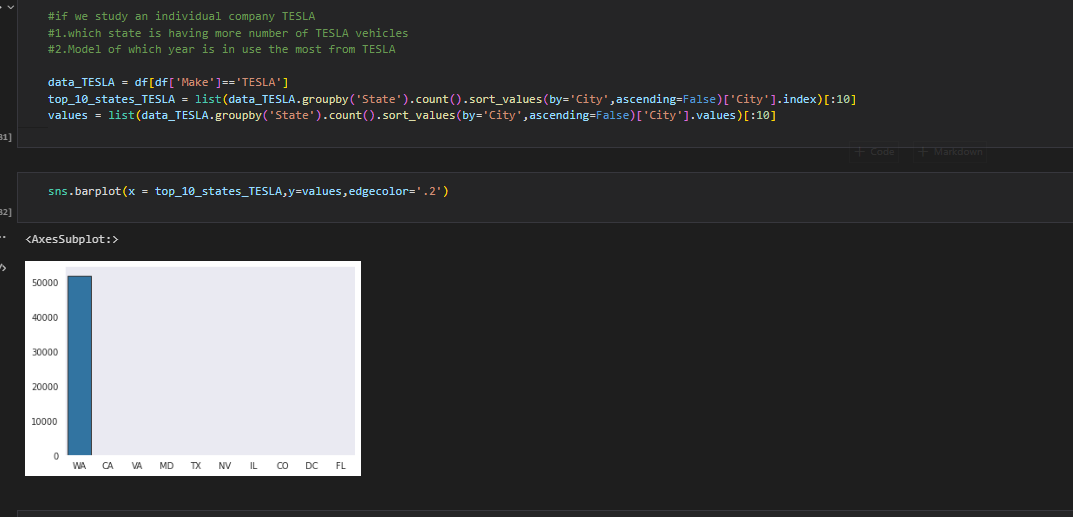 #if we study an individual company TESLA
#1.which state is having more number of TESLA vehicles
#2.Model of which year is in use the most from TESLA
data_TESLA = df[df['Make']=='TESLA']
top_10_states_TESLA = list(data_TESLA.groupby('State').count().sort_values(by='City',ascending=False)['City'].index)[:10]
values = list(data_TESLA.groupby('State').count().sort_values(by='City',ascending=False)['City'].values)[:10]
31]
+ Code + Markdown
sns.barplot(x = top_10_states_TESLA,y=values,edgecolor='.2')
32]
<AxesSubplot:>
50000
40000
30000
20000
10000
0
WA CA VA MD TX NV IL CO DC FL